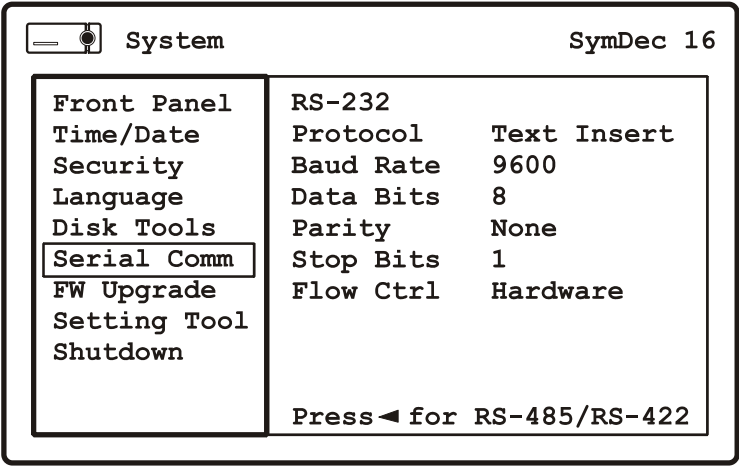 System
SymDec 16
Front Panel
Time/Date
Security
Language
Disk Tools
Serial Comm
FW Upgrade
Setting Tool
Shutdown
RS-232
Protocol Text Insert
Baud Rate 9600
Data Bits 8
Parity None
Stop Bits 1
Flow Ctrl Hardware
Press◄for RS-485/RS-422